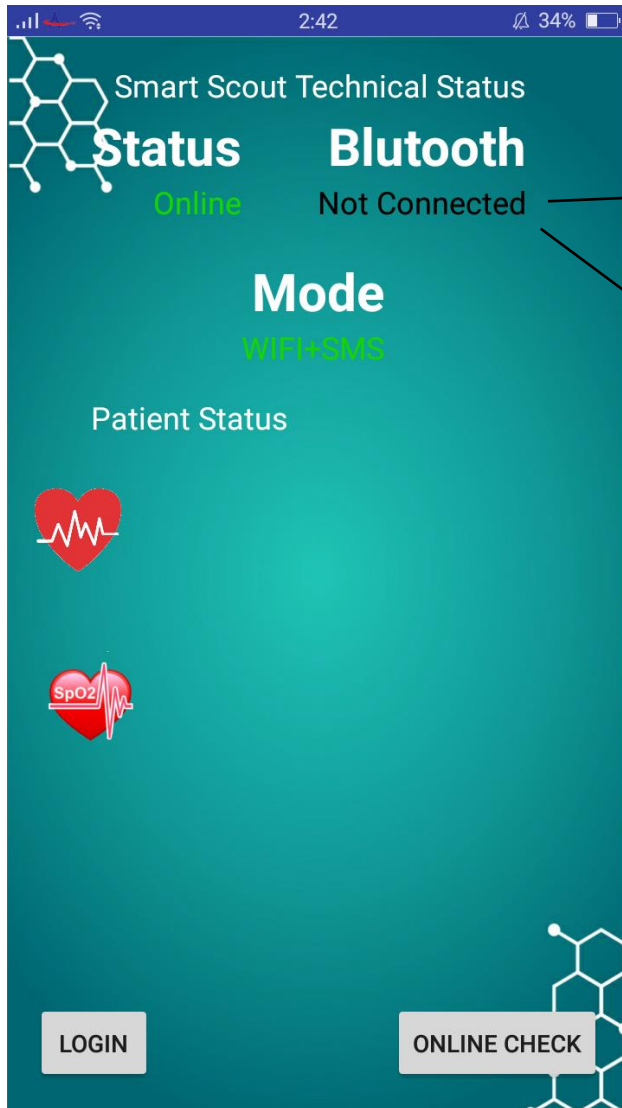 2:42
34%
Smart Scout Technical Status
Status Blutooth
Online Not Connected
Mode
WIFI+SMS
Patient Status
SpO2
LOGIN ONLINE CHECK